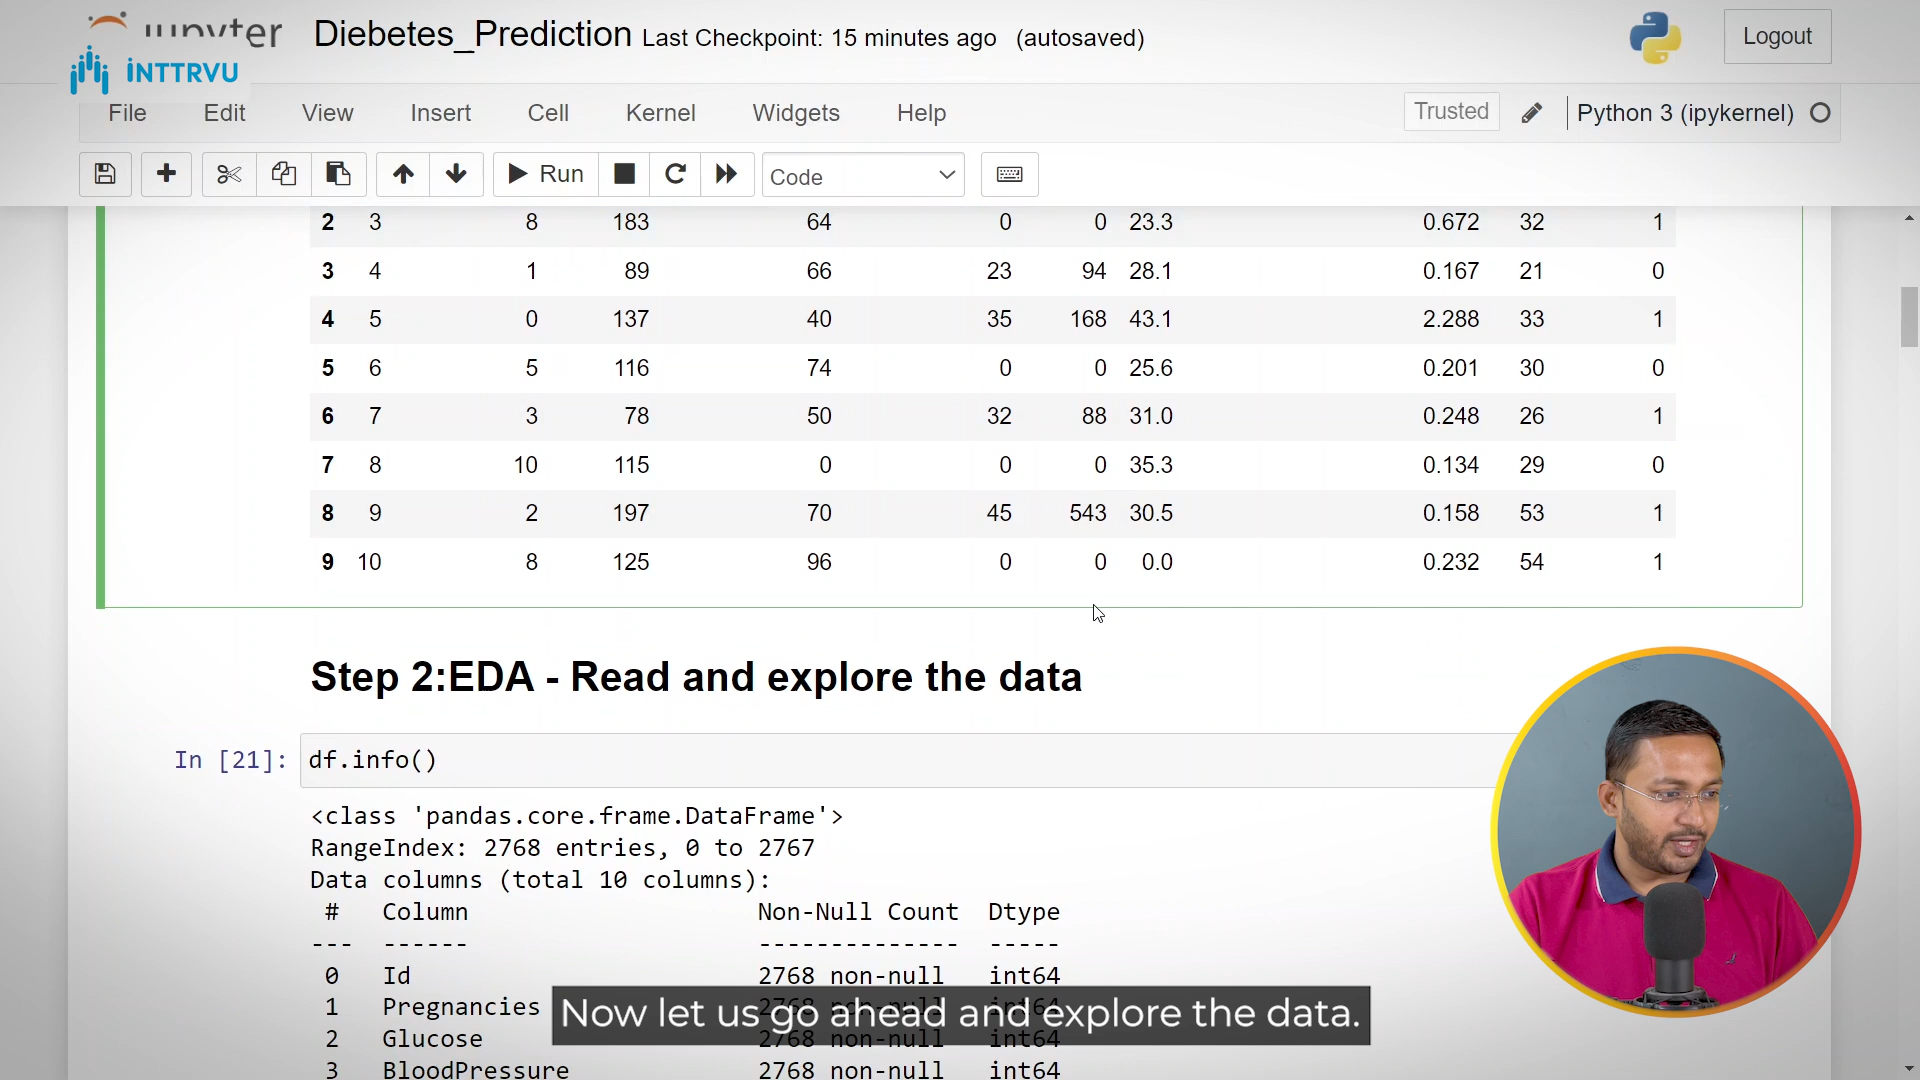 jupyter Diebetes_Prediction Last Checkpoint: 15 minutes ago (autosaved) Logout
INTTRVU
File Edit View Insert Cell Kernel Widgets Help Trusted Python 3 (ipykernel)
Run Code
2 3 8 183 64 0 0 23.3 0.672 32 1
3 4 1 89 66 23 94 28.1 0.167 21 0
4 5 0 137 40 35 168 43.1 2.288 33 1
5 6 5 116 74 0 0 25.6 0.201 30 0
6 7 3 78 50 32 88 31.0 0.248 26 1
7 8 10 115 0 0 0 35.3 0.134 29 0
8 9 2 197 70 45 543 30.5 0.158 53 1
9 10 8 125 96 0 0 0.0 0.232 54 1
Step 2:EDA - Read and explore the data
In [21]: df.info()
<class 'pandas.core.frame.DataFrame'>
RangeIndex: 2768 entries, 0 to 2767
Data columns (total 10 columns):
# Column Non-Null Count Dtype
--- ------ -------------- -----
0 Id 2768 non-null int64
1 Pregnancies 2768 non-null int64
Now let us go ahead and explore the data.
2 Glucose 2768 non-null int64
3 BloodPressure 2768 non-null int64